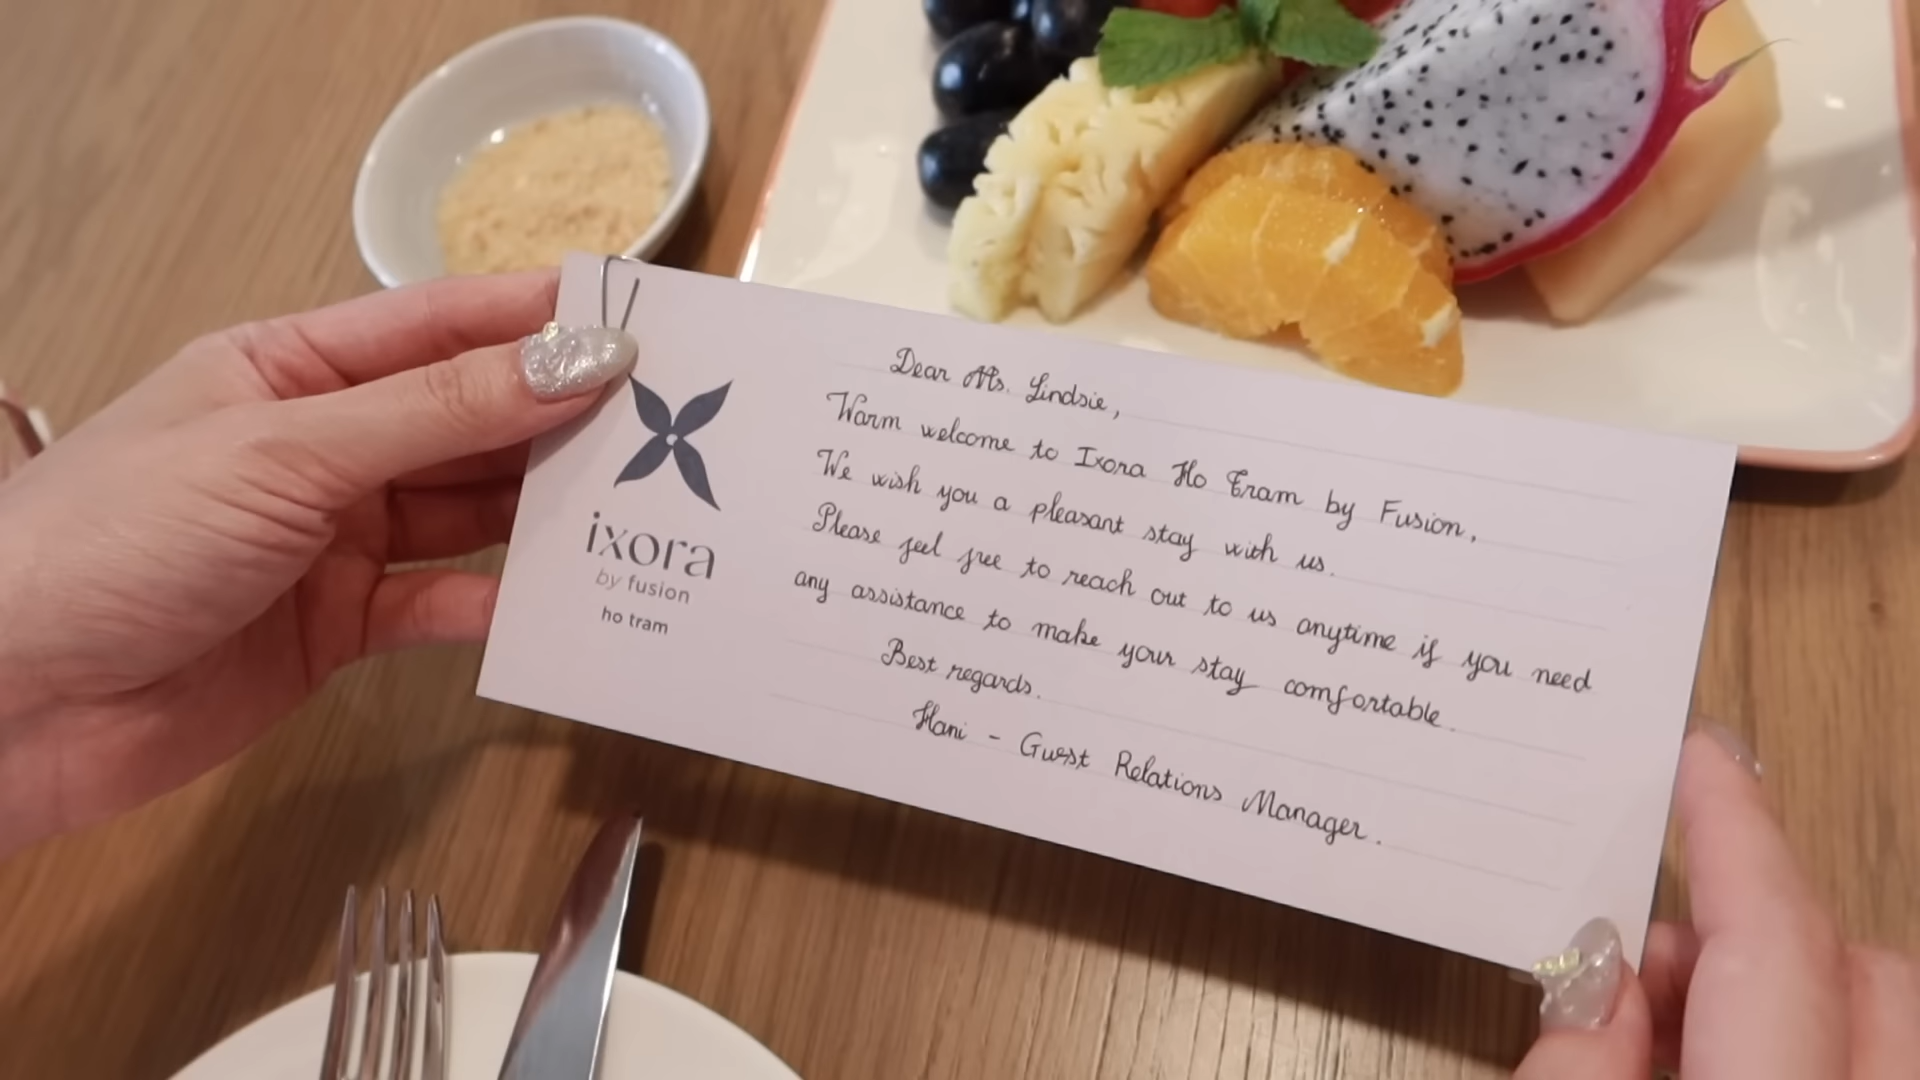 ixora
by fusion
ho tram
Dear Ms. Lindsie,
Warm welcome to Ixora Ho Tram by Fusion,
We wish you a pleasant stay with us.
Please feel free to reach out to us anytime if you need
any assistance to make your stay comfortable.
Best regards.
Hani - Guest Relations Manager.